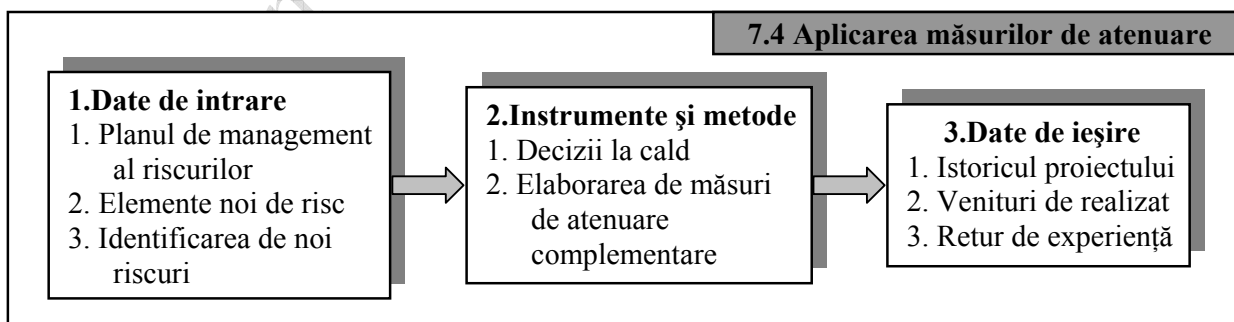 7.4 Aplicarea măsurilor de atenuare
1.Date de intrare
1. Planul de management
al riscurilor
2. Elemente noi de risc
3. Identificarea de noi
riscuri
2.Instrumente şi metode
1. Decizii la cald
2. Elaborarea de măsuri
de atenuare
complementare
3.Date de ieşire
1. Istoricul proiectului
2. Venituri de realizat
3. Retur de experienţă